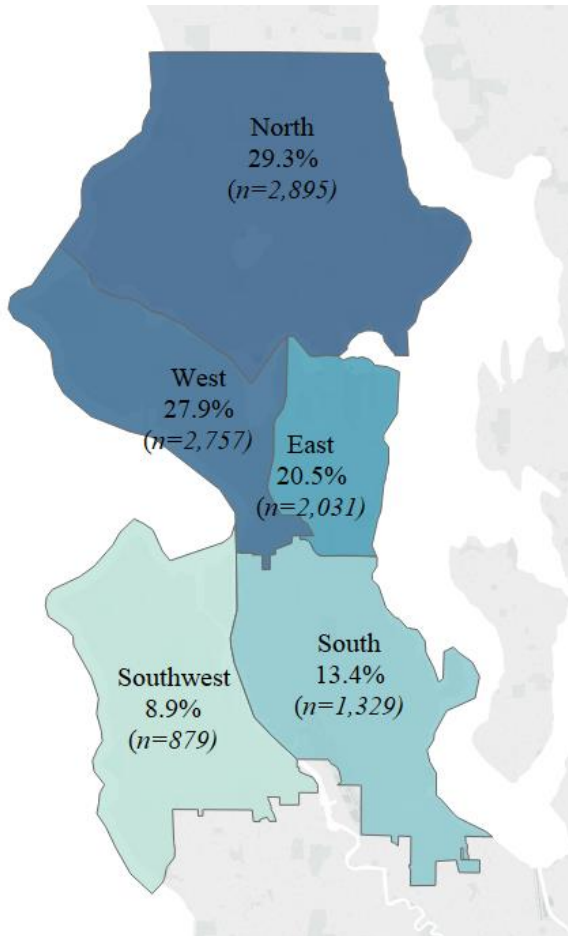 North
29.3%
(n=2,895)
West
27.9%
(n=2,757)
East
20.5%
(n=2,031)
Southwest
8.9%
(n=879)
South
13.4%
(n=1,329)